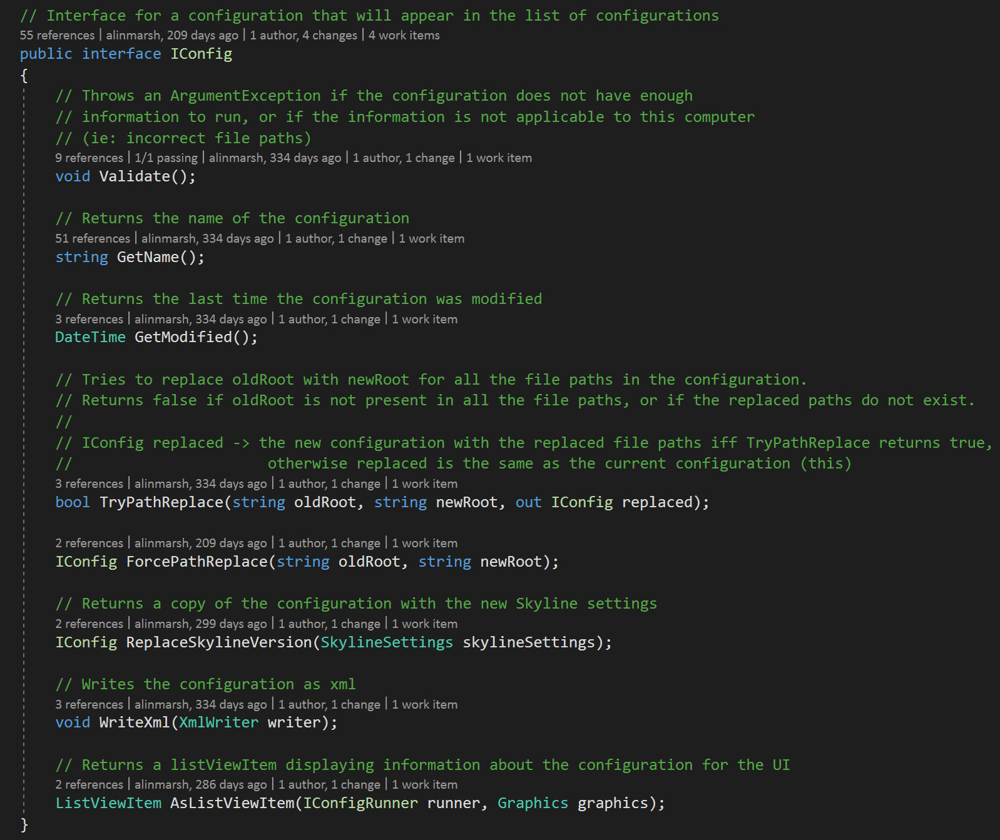 // Interface for a configuration that will appear in the list of configurations
55 references | alinmarsh, 209 days ago | 1 author, 4 changes | 4 work items
public interface IConfig
{
// Throws an ArgumentException if the configuration does not have enough
// information to run, or if the information is not applicable to this computer
// (ie: incorrect file paths)
9 references | 1/1 passing | alinmarsh, 334 days ago | 1 author, 1 change | 1 work item
void Validate();
// Returns the name of the configuration
51 references | alinmarsh, 334 days ago | 1 author, 1 change | 1 work item
string GetName();
// Returns the last time the configuration was modified
3 references | alinmarsh, 334 days ago | 1 author, 1 change | 1 work item
DateTime GetModified();
// Tries to replace oldRoot with newRoot for all the file paths in the configuration.
// Returns false if oldRoot is not present in all the file paths, or if the replaced paths do not exist.
//
// IConfig replaced -> the new configuration with the replaced file paths iff TryPathReplace returns true,
// otherwise replaced is the same as the current configuration (this)
3 references | alinmarsh, 334 days ago | 1 author, 1 change | 1 work item
bool TryPathReplace(string oldRoot, string newRoot, out IConfig replaced);
2 references | alinmarsh, 209 days ago | 1 author, 1 change | 1 work item
IConfig ForcePathReplace(string oldRoot, string newRoot);
// Returns a copy of the configuration with the new Skyline settings
2 references | alinmarsh, 299 days ago | 1 author, 1 change | 1 work item
IConfig ReplaceSkylineVersion(SkylineSettings skylineSettings);
// Writes the configuration as xml
3 references | alinmarsh, 334 days ago | 1 author, 1 change | 1 work item
void WriteXml(XmlWriter writer);
// Returns a listViewItem displaying information about the configuration for the UI
2 references | alinmarsh, 286 days ago | 1 author, 1 change | 1 work item
ListViewItem AsListViewItem(IConfigRunner runner, Graphics graphics);
}